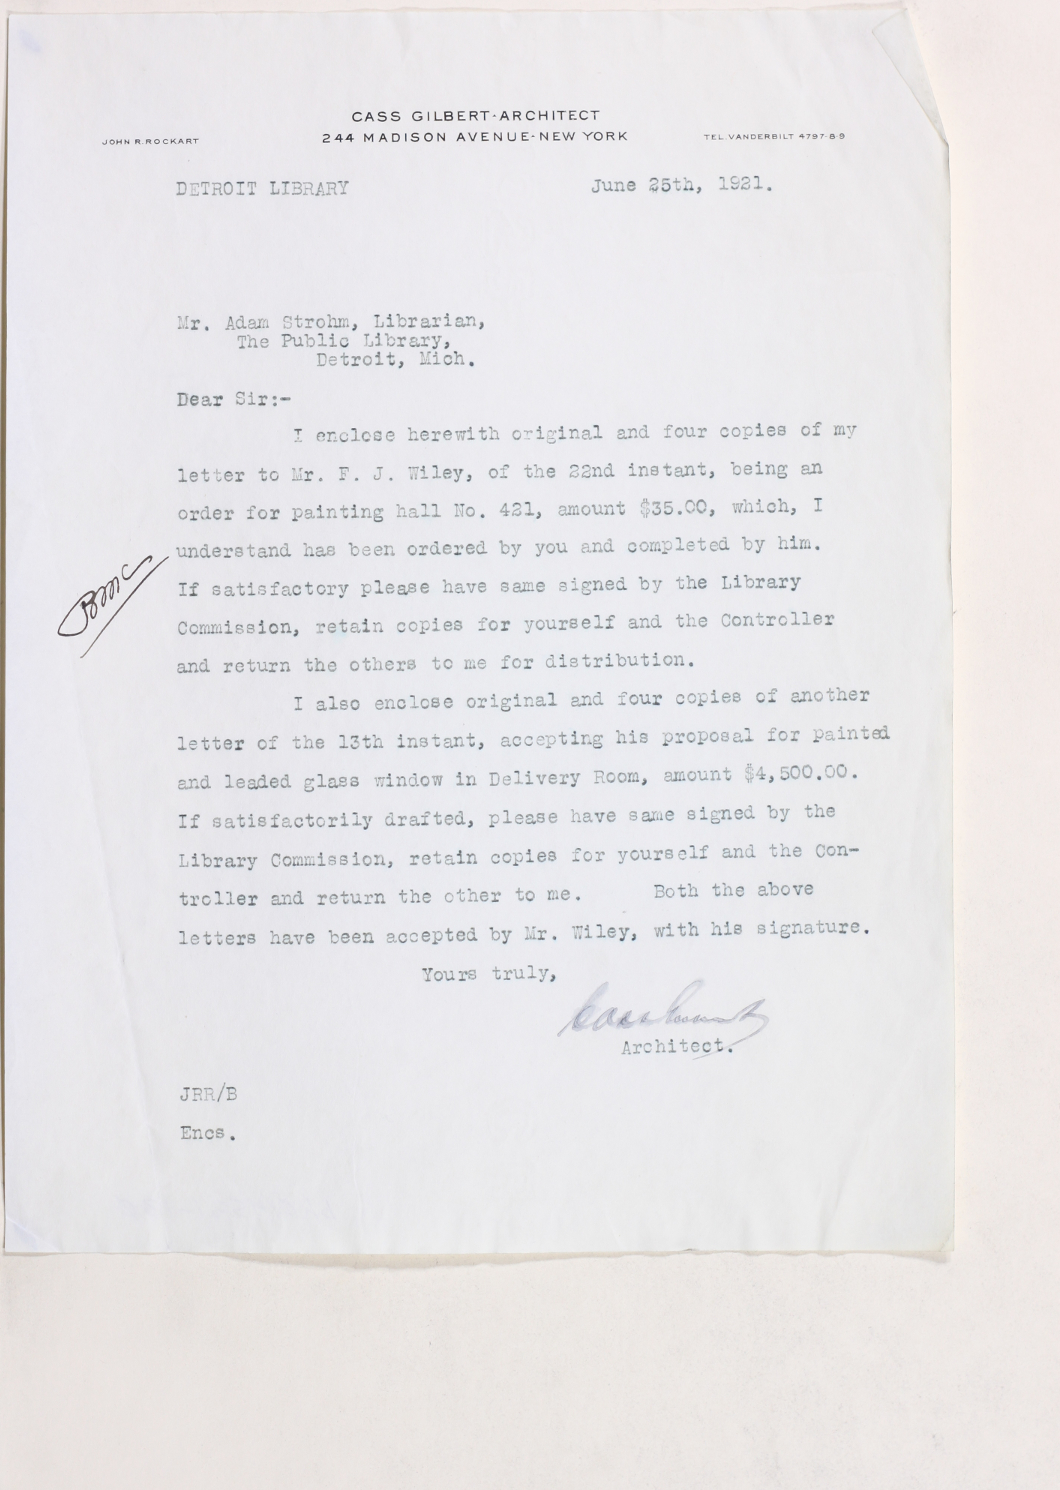 CASS GILBERT·ARCHITECT
JOHN R. ROCKART
244 MADISON AVENUE-NEW YORK
TEL. VANDERBILT 4797-8-9
DETROIT LIBRARY
June 25th, 1921.
Mr. Adam Strohm, Librarian,
The Public Library,
Detroit, Mich.
Dear Sir:-
I enclose herewith original and four copies of my
letter to Mr. F. J. Wiley, of the 22nd instant, being an
order for painting hall No. 421, amount $35.00, which, I
understand has been ordered by you and completed by him.
If satisfactory please have same signed by the Library
Commission, retain copies for yourself and the Controller
and return the others to me for distribution.
I also enclose original and four copies of another
letter of the 13th instant, accepting his proposal for painted
and leaded glass window in Delivery Room, amount $4,500.00.
If satisfactorily drafted, please have same signed by the
Library Commission, retain copies for yourself and the Con-
troller and return the other to me. Both the above
letters have been accepted by Mr. Wiley, with his signature.
Yours truly,
Cass Gilbert
Architect.
JRR/B
Encs.